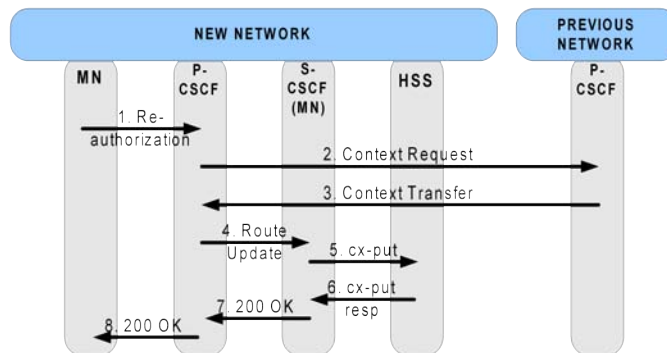 NEW NETWORK
PREVIOUS
NETWORK
MN
P-
CSCF
S-
CSCF
(MN)
HSS
P-
CSCF
1. Re-
authorization
2. Context Request
3. Context Transfer
4. Route
Update
5. cx-put
6. cx-put
resp
7. 200 OK
8. 200 OK